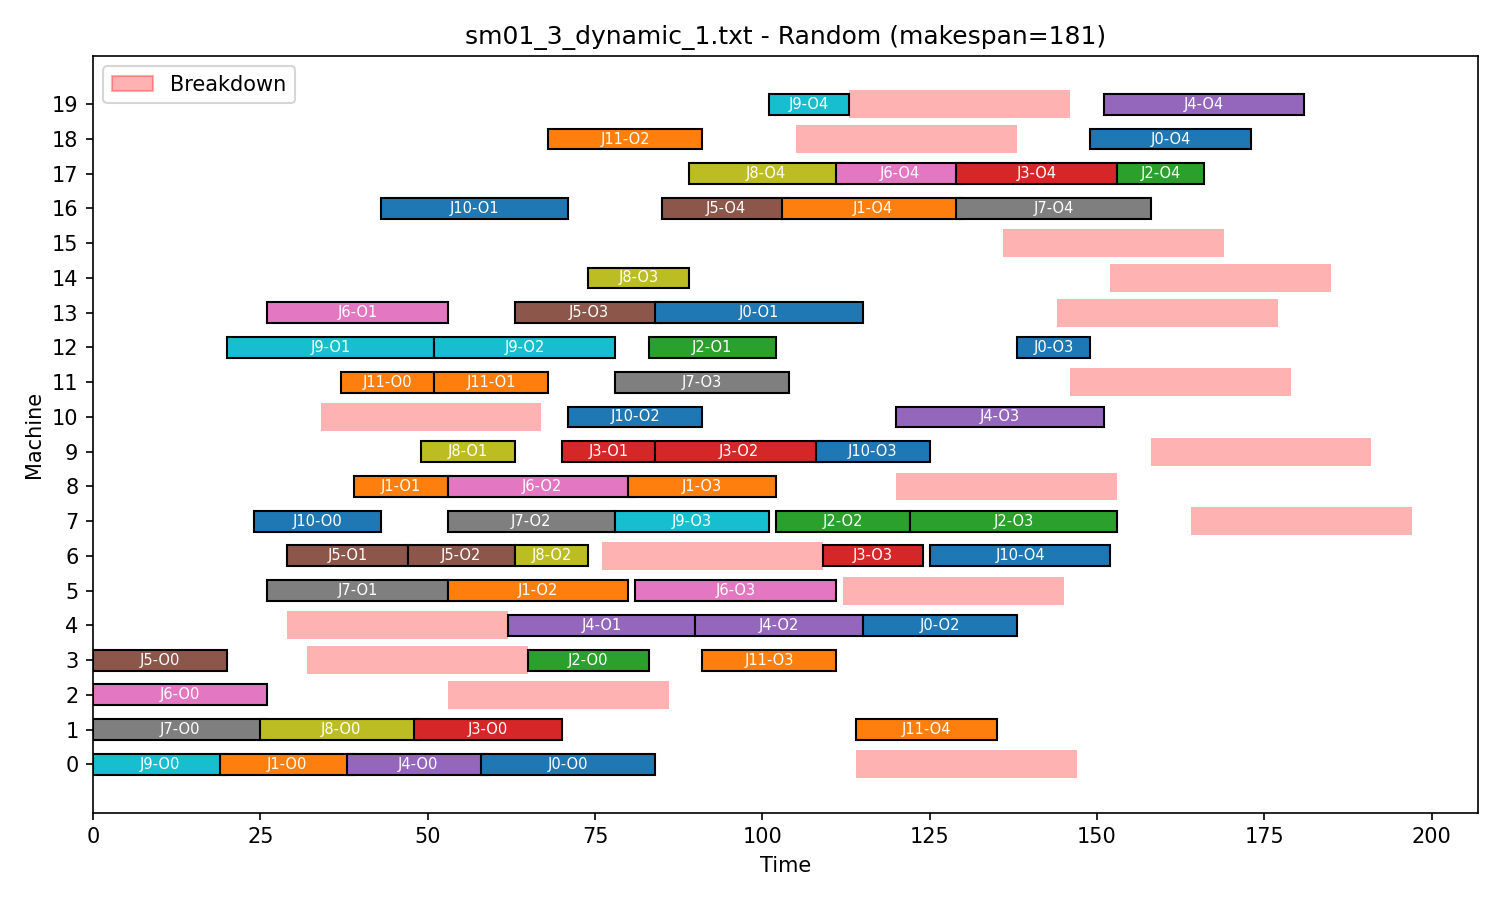 sm01_3_dynamic_1.txt - Random (makespan=181)
Breakdown
19 J9-O4 J4-O4
18 J11-O2 J0-O4
17 J8-O4 J6-O4 J3-O4 J2-O4
16 J10-O1 J5-O4 J1-O4 J7-O4
15
14 J8-O3
13 J6-O1 J5-O3 J0-O1
12 J9-O1 J9-O2 J2-O1 J0-O3
11 J11-O0 J11-O1 J7-O3
10 J10-O2 J4-O3
9 J8-O1 J3-O1 J3-O2 J10-O3
8 J1-O1 J6-O2 J1-O3
7 J10-O0 J7-O2 J9-O3 J2-O2 J2-O3
6 J5-O1 J5-O2 J8-O2 J3-O3 J10-O4
5 J7-O1 J1-O2 J6-O3
4 J4-O1 J4-O2 J0-O2
3 J5-O0 J2-O0 J11-O3
2 J6-O0
1 J7-O0 J8-O0 J3-O0 J11-O4
0 J9-O0 J1-O0 J4-O0 J0-O0
Machine
0 25 50 75 100 125 150 175 200
Time